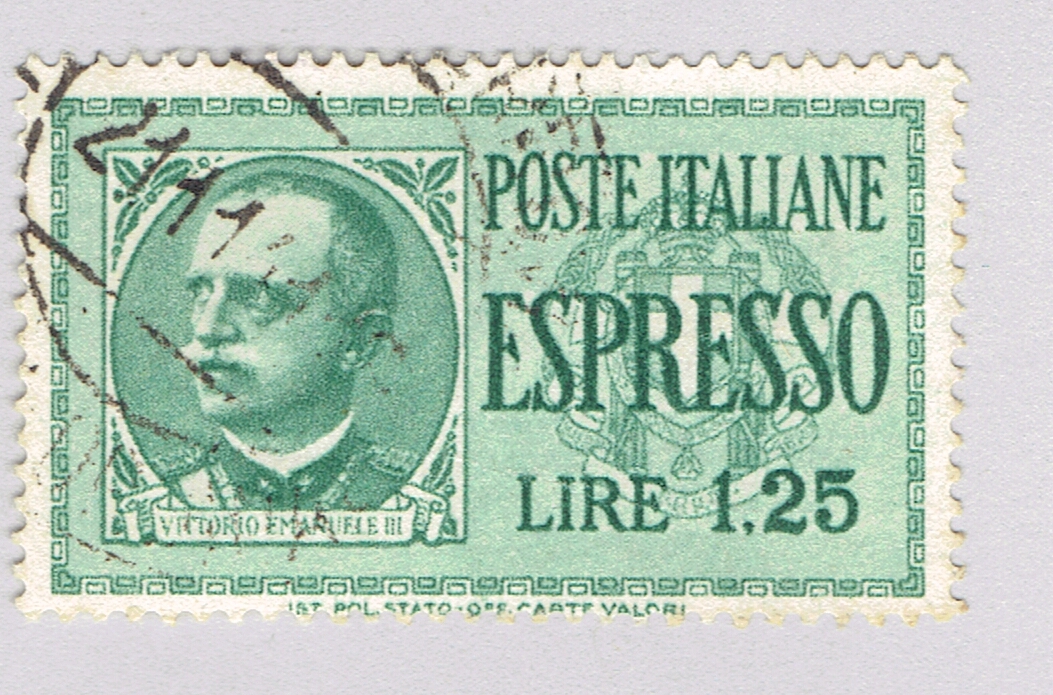 POSTE ITALIANE
ESPRESSO
LIRE 1.25
VITTORIO EMANUELE III
IST. POL. STATO·OFF. CARTE VALORI